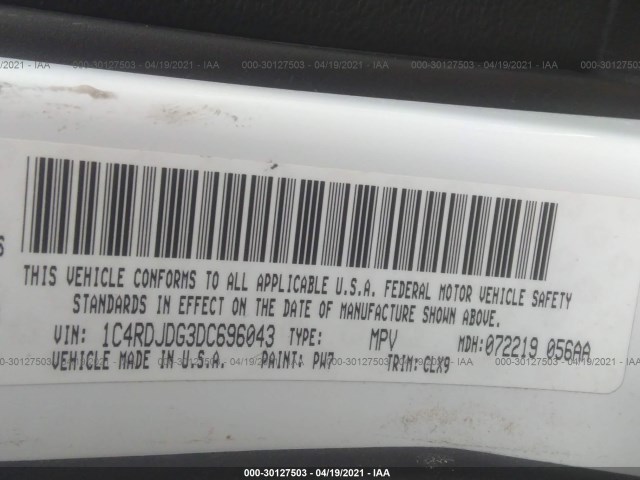 000-30127503 - 04/19/2021 - IAA
THIS VEHICLE CONFORMS TO ALL APPLICABLE U.S.A. FEDERAL MOTOR VEHICLE SAFETY
STANDARDS IN EFFECT ON THE DATE OF MANUFACTURE SHOWN ABOVE.
VIN: 1C4RDJDG3DC696043 TYPE: MPV MDH: 072219 056AA
VEHICLE MADE IN U.S.A. PAINT: PW7 TRIM: CLX9
000-30127503 - 04/19/2021 - IAA